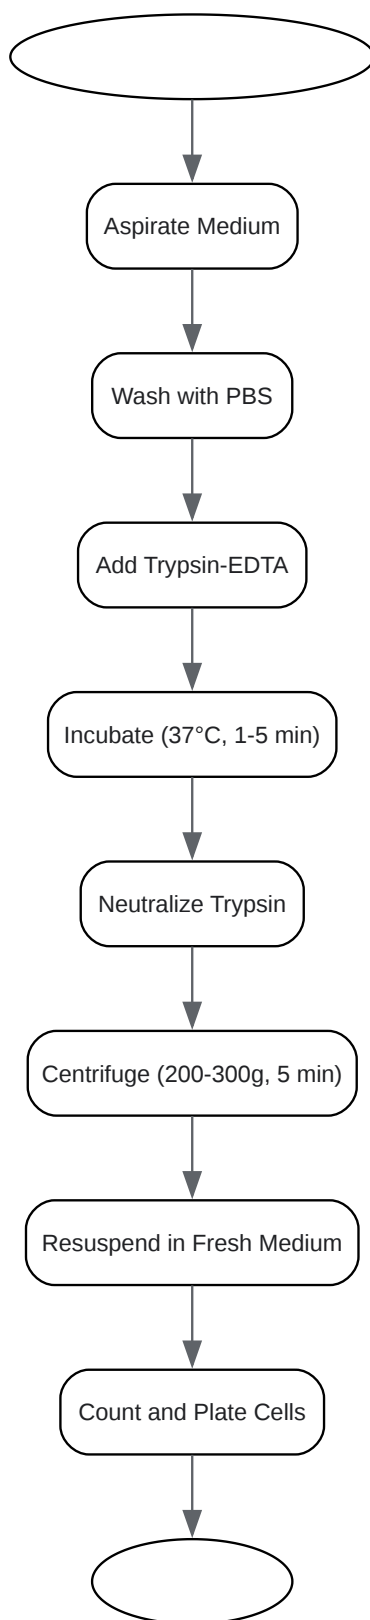 Aspirate Medium
Wash with PBS
Add Trypsin-EDTA
Incubate (37°C, 1-5 min)
Neutralize Trypsin
Centrifuge (200-300g, 5 min)
Resuspend in Fresh Medium
Count and Plate Cells